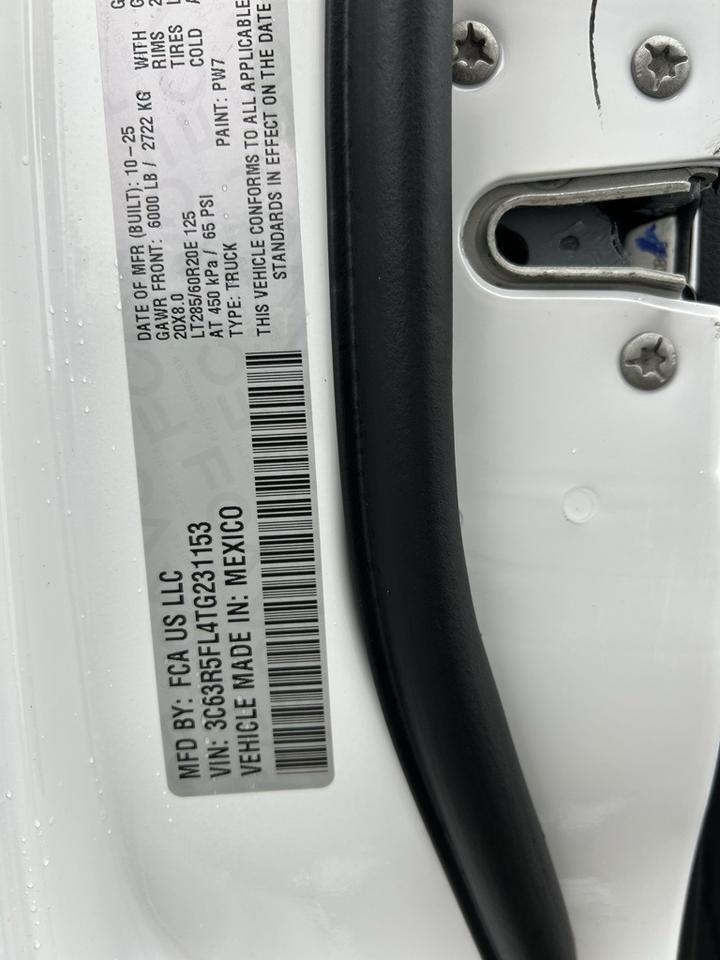 MFD BY: FCA US LLC
VIN: 3C63R5FL4TG231153
VEHICLE MADE IN: MEXICO
DATE OF MFR (BUILT): 10-25
GAWR FRONT: 6000 LB / 2722 KG WITH
20X8.0 RIMS
LT285/60R20E 125 TIRES
AT 450 kPa / 65 PSI COLD
TYPE: TRUCK PAINT: PW7
THIS VEHICLE CONFORMS TO ALL APPLICABLE
STANDARDS IN EFFECT ON THE DATE